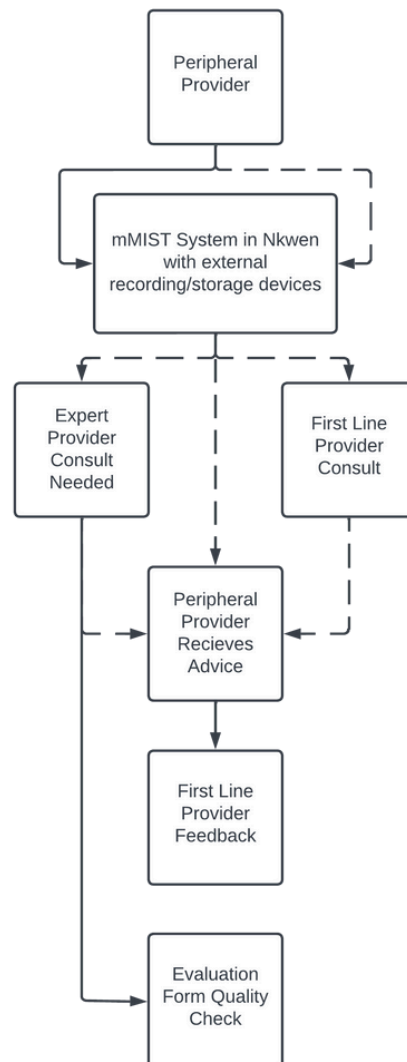 Peripheral
Provider
mMIST System in Nkwen
with external
recording/storage devices
Expert
Provider
Consult
Needed
First Line
Provider
Consult
Peripheral
Provider
Recieves
Advice
First Line
Provider
Feedback
Evaluation
Form Quality
Check